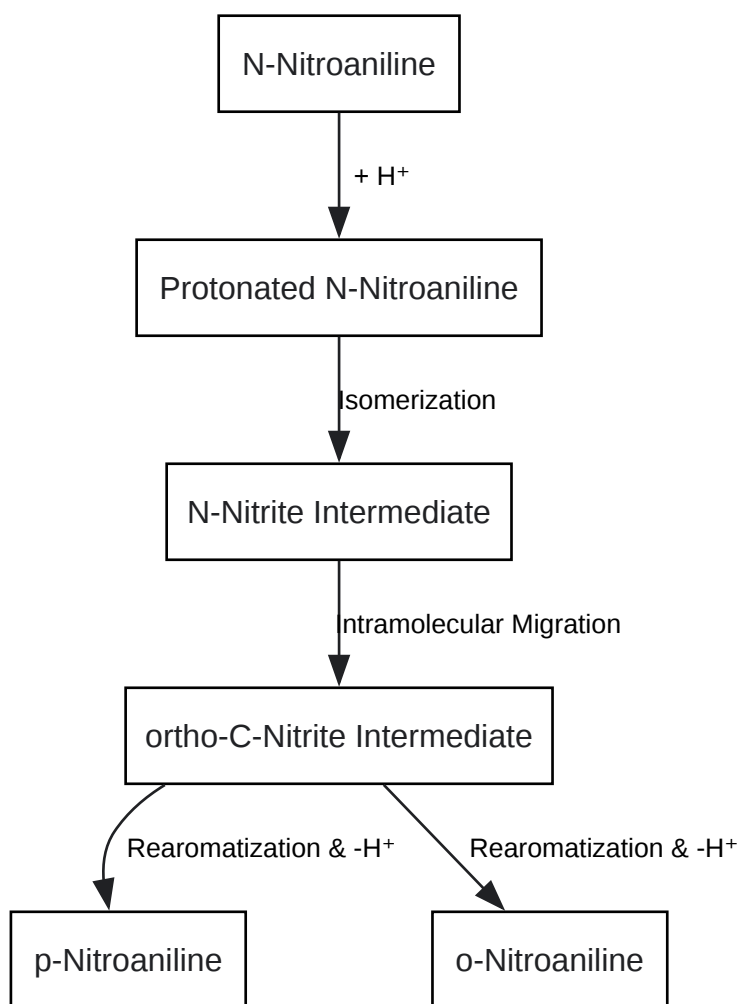 N-Nitroaniline
+ H⁺
Protonated N-Nitroaniline
Isomerization
N-Nitrite Intermediate
Intramolecular Migration
ortho-C-Nitrite Intermediate
Rearomatization & -H⁺
Rearomatization & -H⁺
p-Nitroaniline
o-Nitroaniline